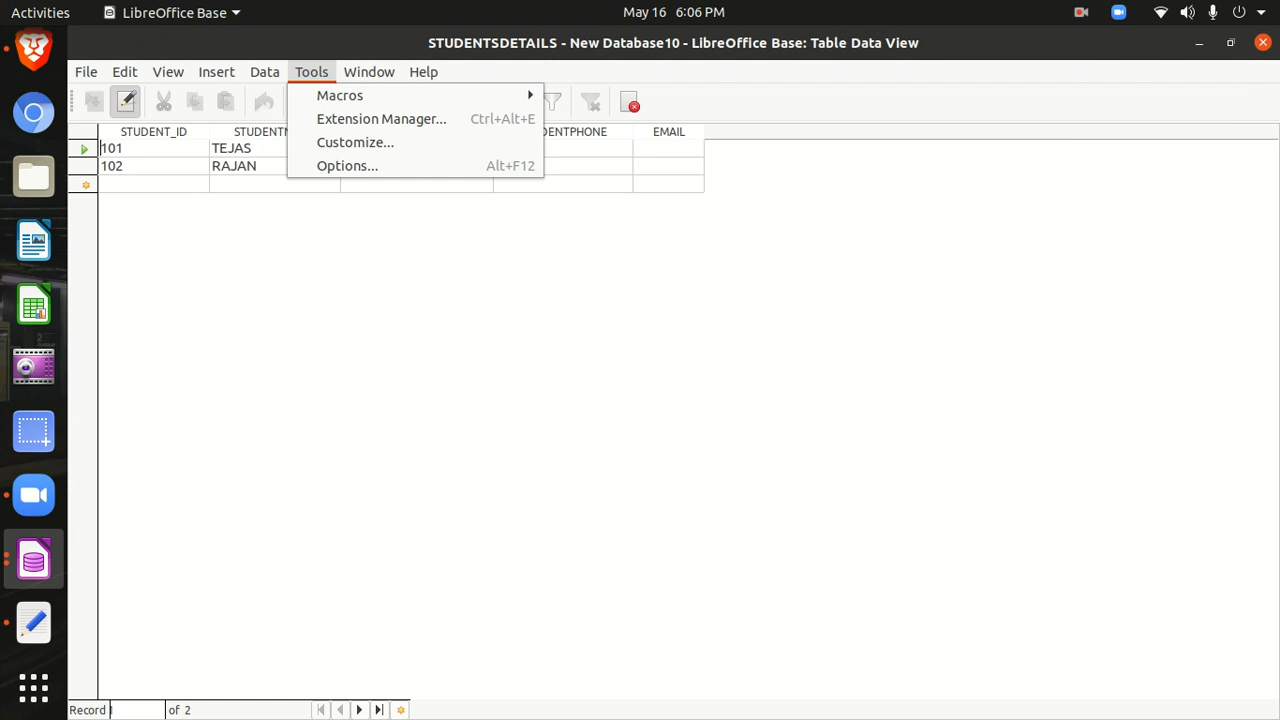 Activities LibreOffice Base May 16 6:06 PM
STUDENTSDETAILS - New Database10 - LibreOffice Base: Table Data View
File Edit View Insert Data Tools Window Help
Macros
Extension Manager... Ctrl+Alt+E
Customize...
Options... Alt+F12
STUDENT_ID EMAIL
101 TEJAS
102 RAJAN
Record 1 of 2